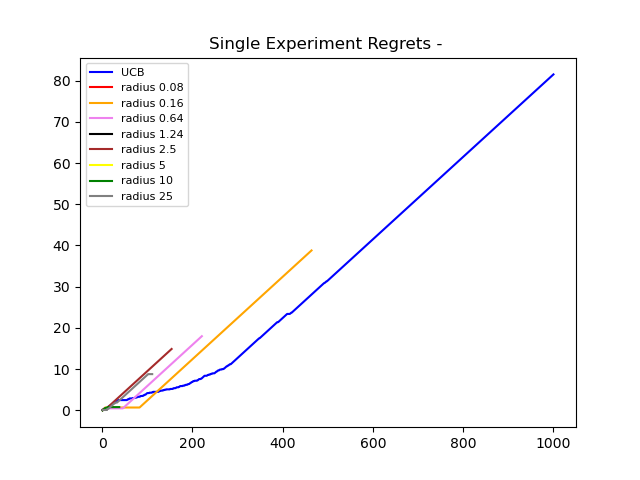 Single Experiment Regrets -
UCB
radius 0.08
radius 0.16
radius 0.64
radius 1.24
radius 2.5
radius 5
radius 10
radius 25
80
70
60
50
40
30
20
10
0
0 200 400 600 800 1000